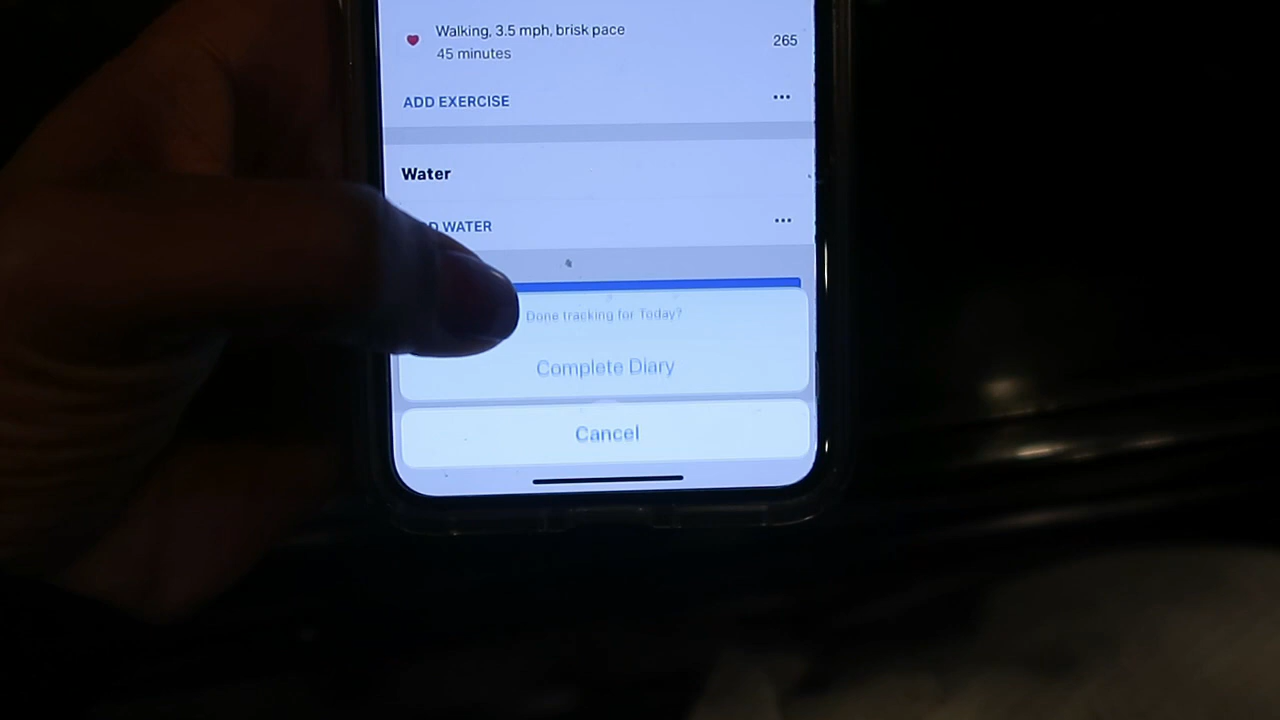 Walking, 3.5 mph, brisk pace
265
45 minutes
ADD EXERCISE
Water
WATER
Done tracking for Today?
Complete Diary
Cancel